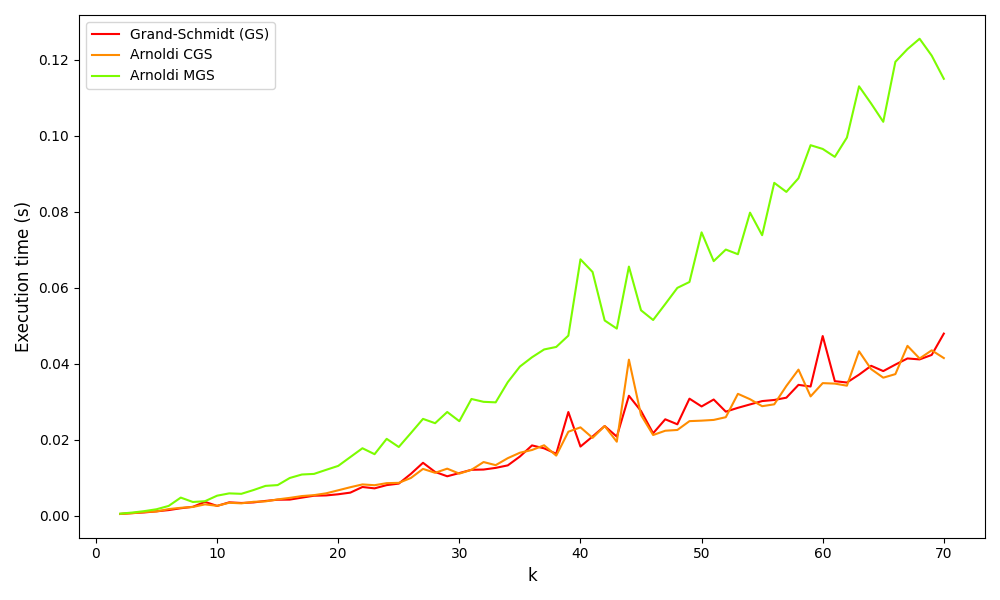 Grand-Schmidt (GS)
Arnoldi CGS
Arnoldi MGS
Execution time (s)
0.12
0.10
0.08
0.06
0.04
0.02
0.00
0 10 20 30 40 50 60 70
k